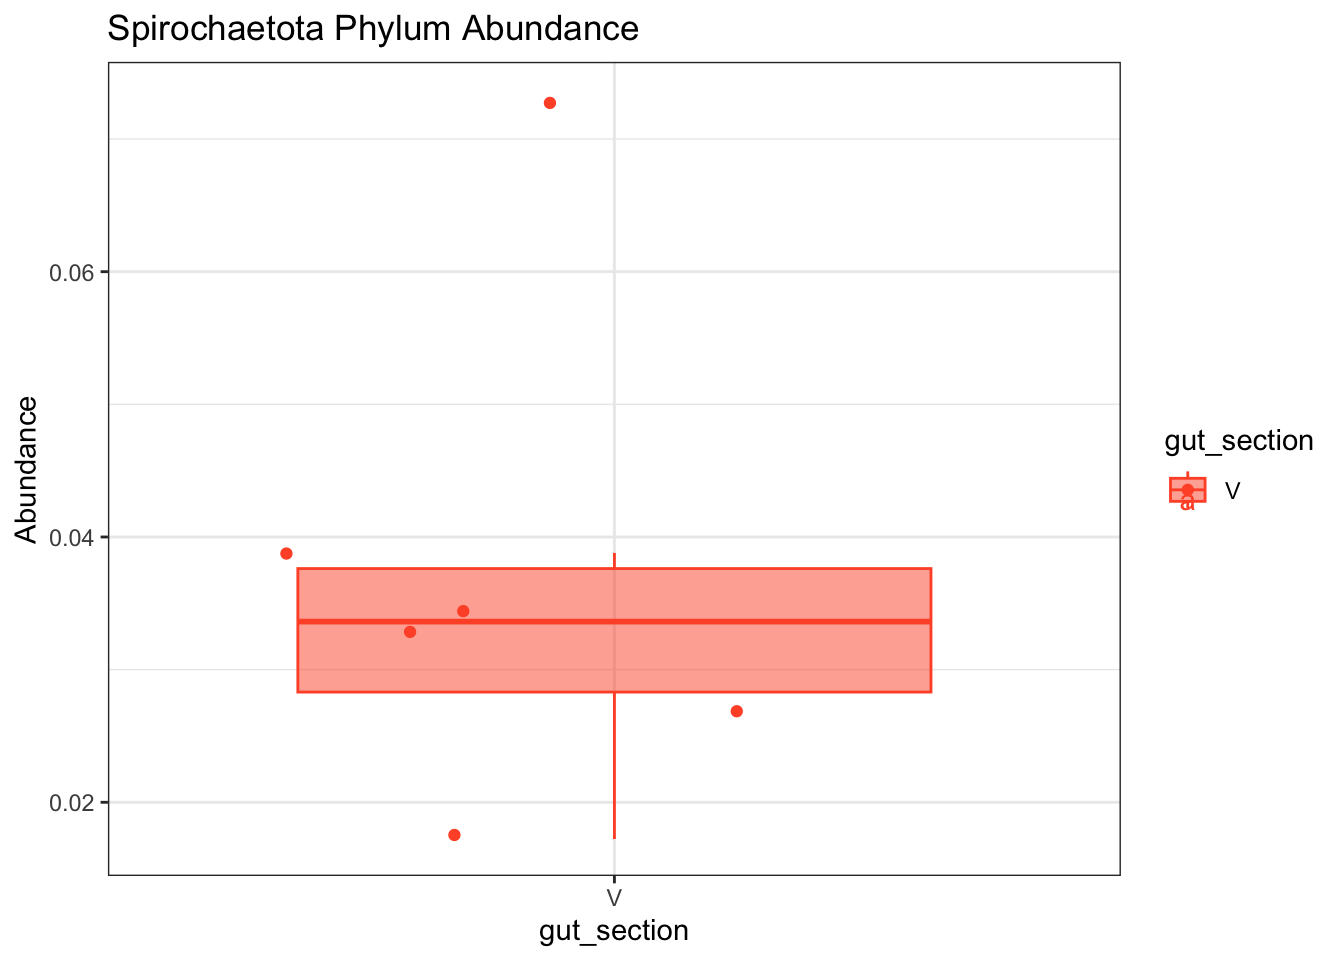 Spirochaetota Phylum Abundance
Abundance
0.06
0.04
0.02
V
gut_section
gut_section
a
V